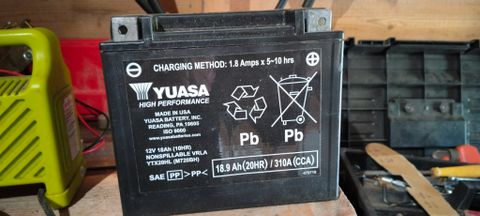 CHARGING METHOD: 1.8 Amps x 5~10 hrs
YUASA
HIGH PERFORMANCE
MADE IN USA
YUASA BATTERY, INC.
READING, PA 19605
ISO 9000
www.yuasabatteries.com
12V 18Ah (10HR)
NONSPILLABLE VRLA
YTX20HL (MT20BH)
SAE >PP< >PP<
Pb
Pb
18.9 Ah(20HR) / 310A(CCA)